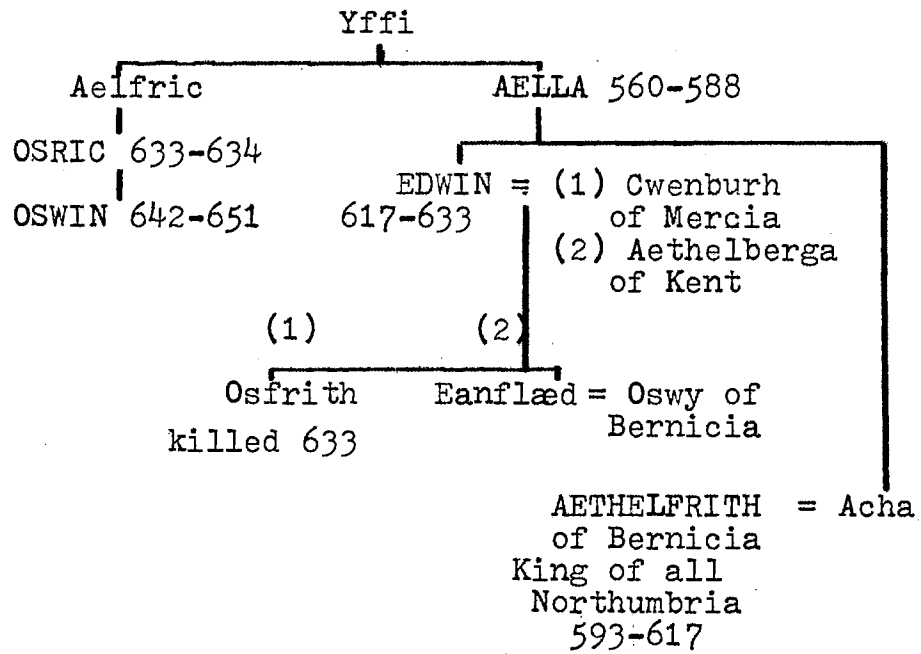 Yffi
Aelfric AELLA 560-588
OSRIC 633-634
OSWIN 642-651
EDWIN = (1) Cwenburh
617-633 of Mercia
(2) Aethelberga
of Kent
(1) (2)
Osfrith Eanflæd = Oswy of
killed 633 Bernicia
AETHELFRITH = Acha
of Bernicia
King of all
Northumbria
593-617